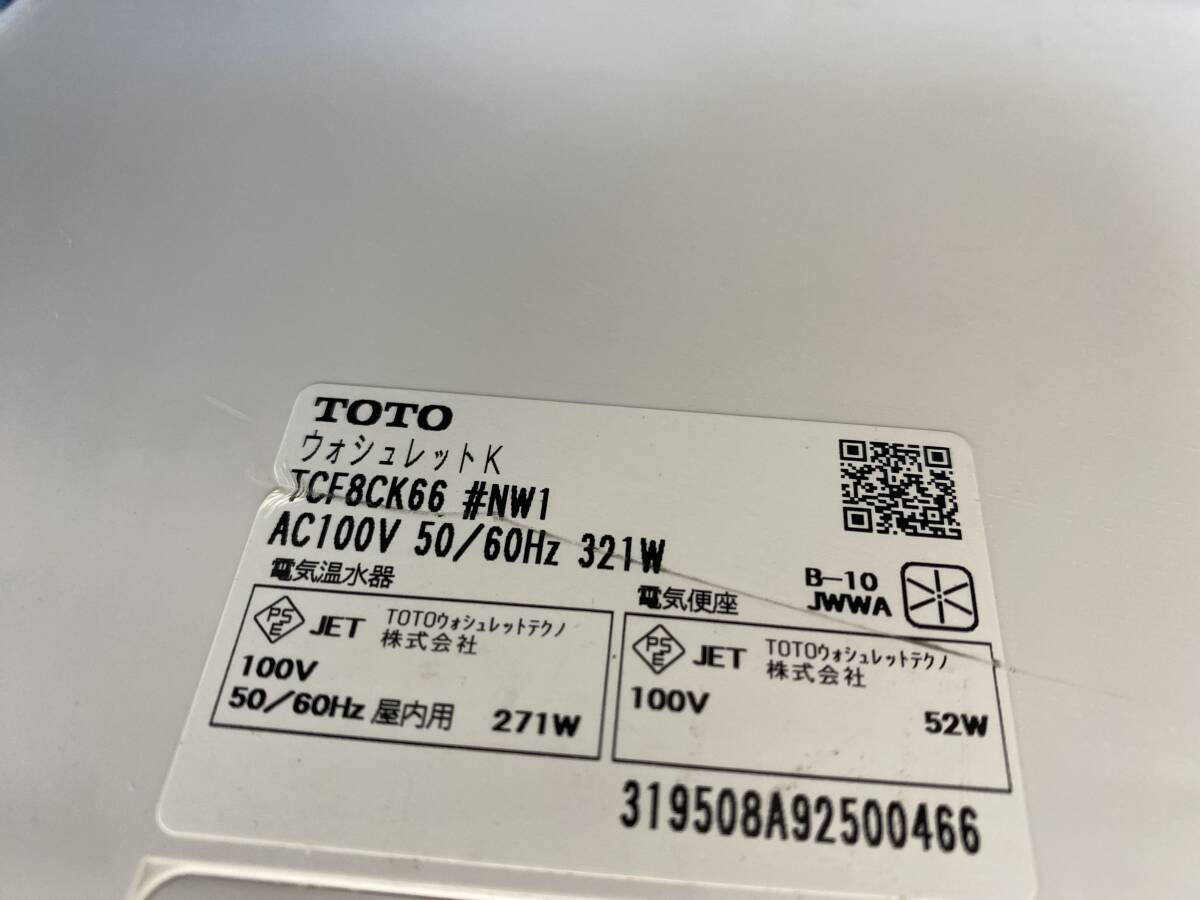 TOTO
ウォシュレットK
TCF8CK66 #NW1
AC100V 50/60Hz 321W
B-10
JWWA
電気温水器
PSE JET TOTOウォシュレットテクノ
株式会社
100V
50/60Hz 屋内用 271W
電気便座
PSE JET TOTOウォシュレットテクノ
株式会社
100V
52W
319508A92500466